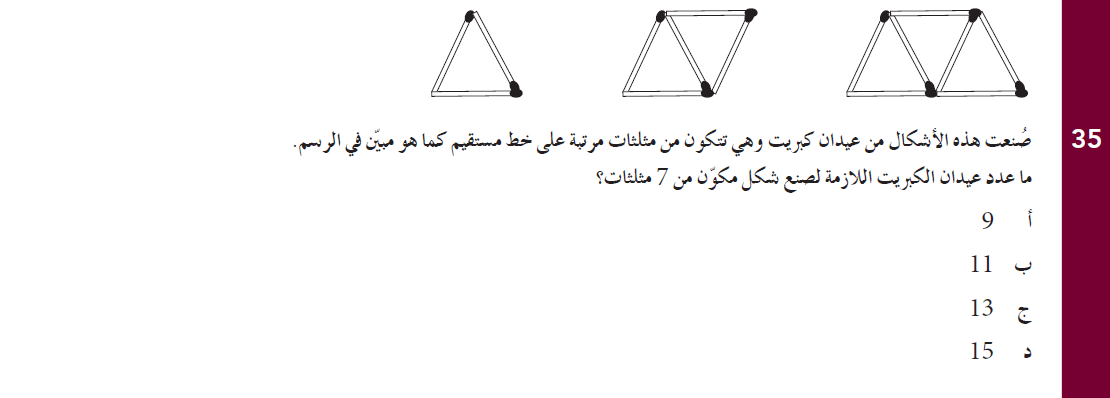 35
صُنعت هذه الأشكال من عيدان كبريت وهي تتكون من مثلثات مرتبة على خط مستقيم كما هو مبيّن في الرسم.
ما عدد عيدان الكبريت اللازمة لصنع شكل مكوّن من 7 مثلثات؟
أ 9
ب 11
ج 13
د 15